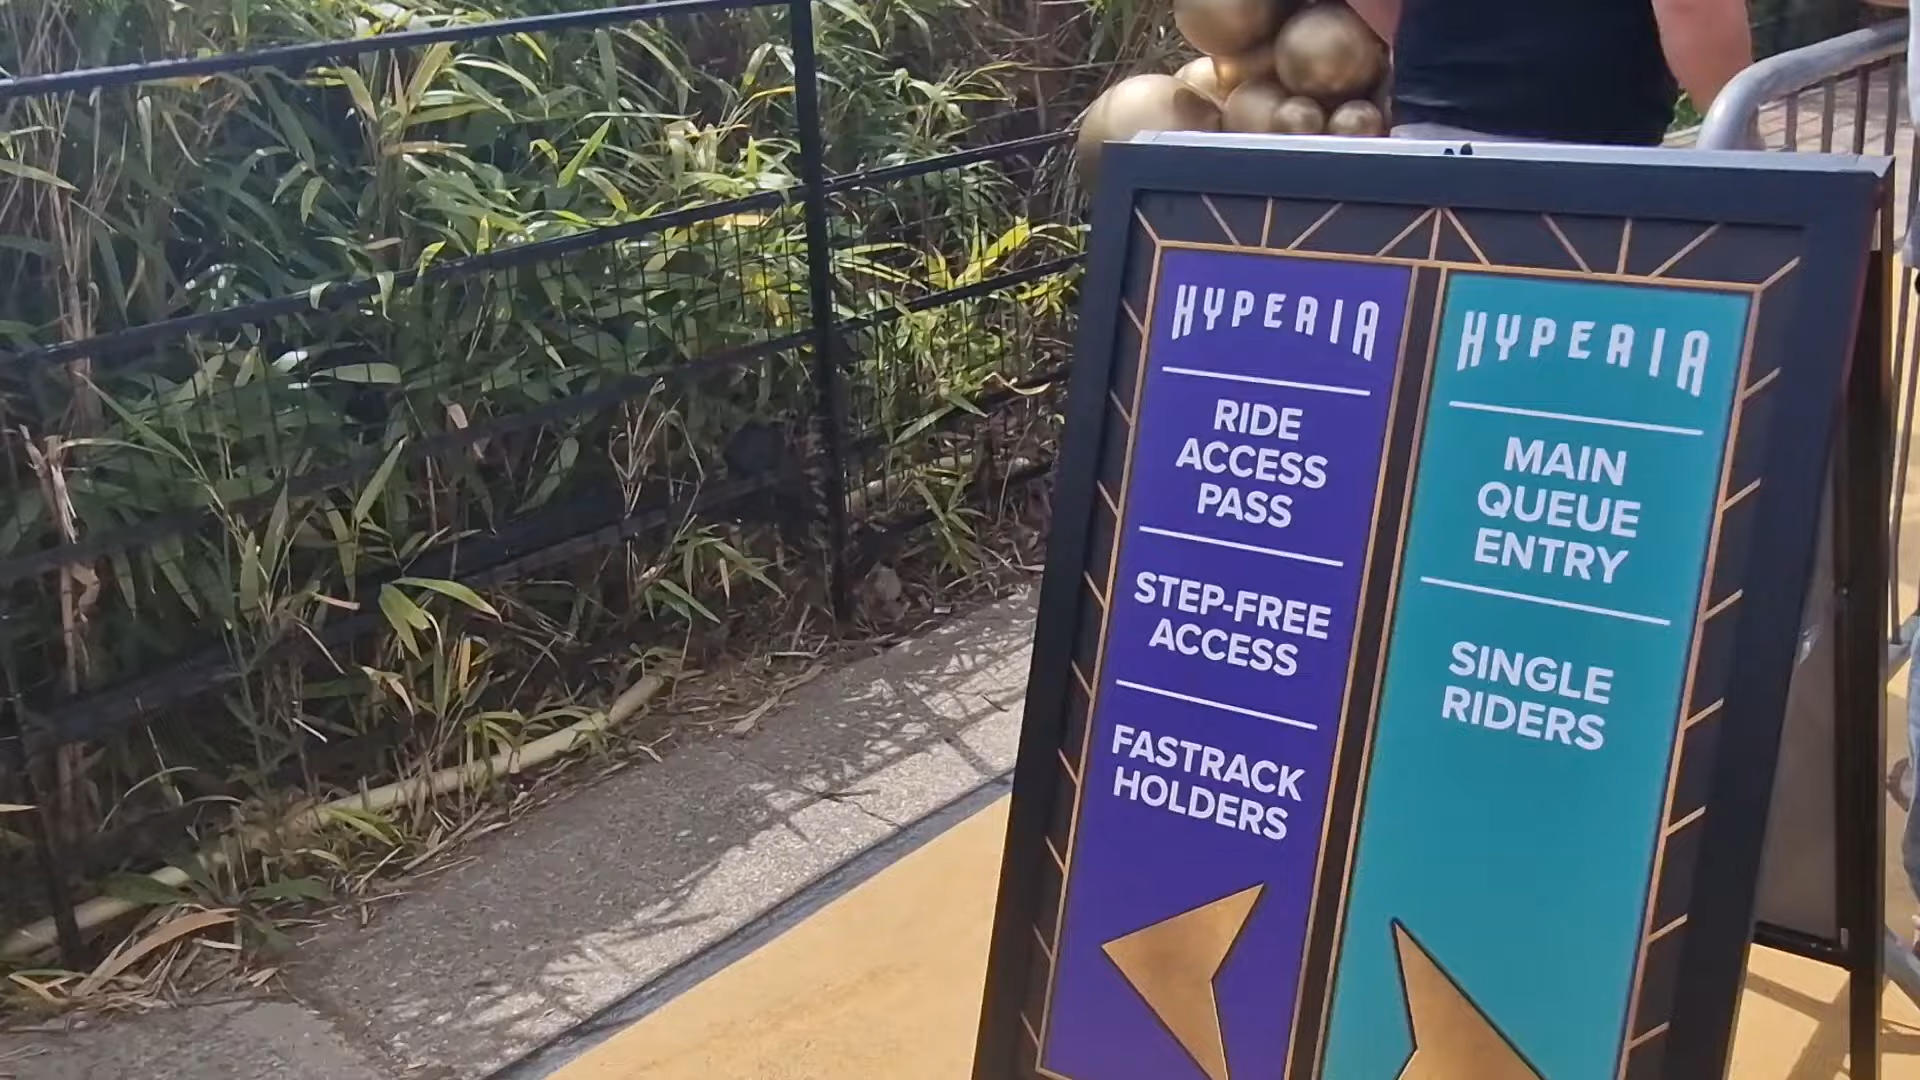 HYPERIA
RIDE
ACCESS
PASS
STEP-FREE
ACCESS
FASTRACK
HOLDERS
HYPERIA
MAIN
QUEUE
ENTRY
SINGLE
RIDERS